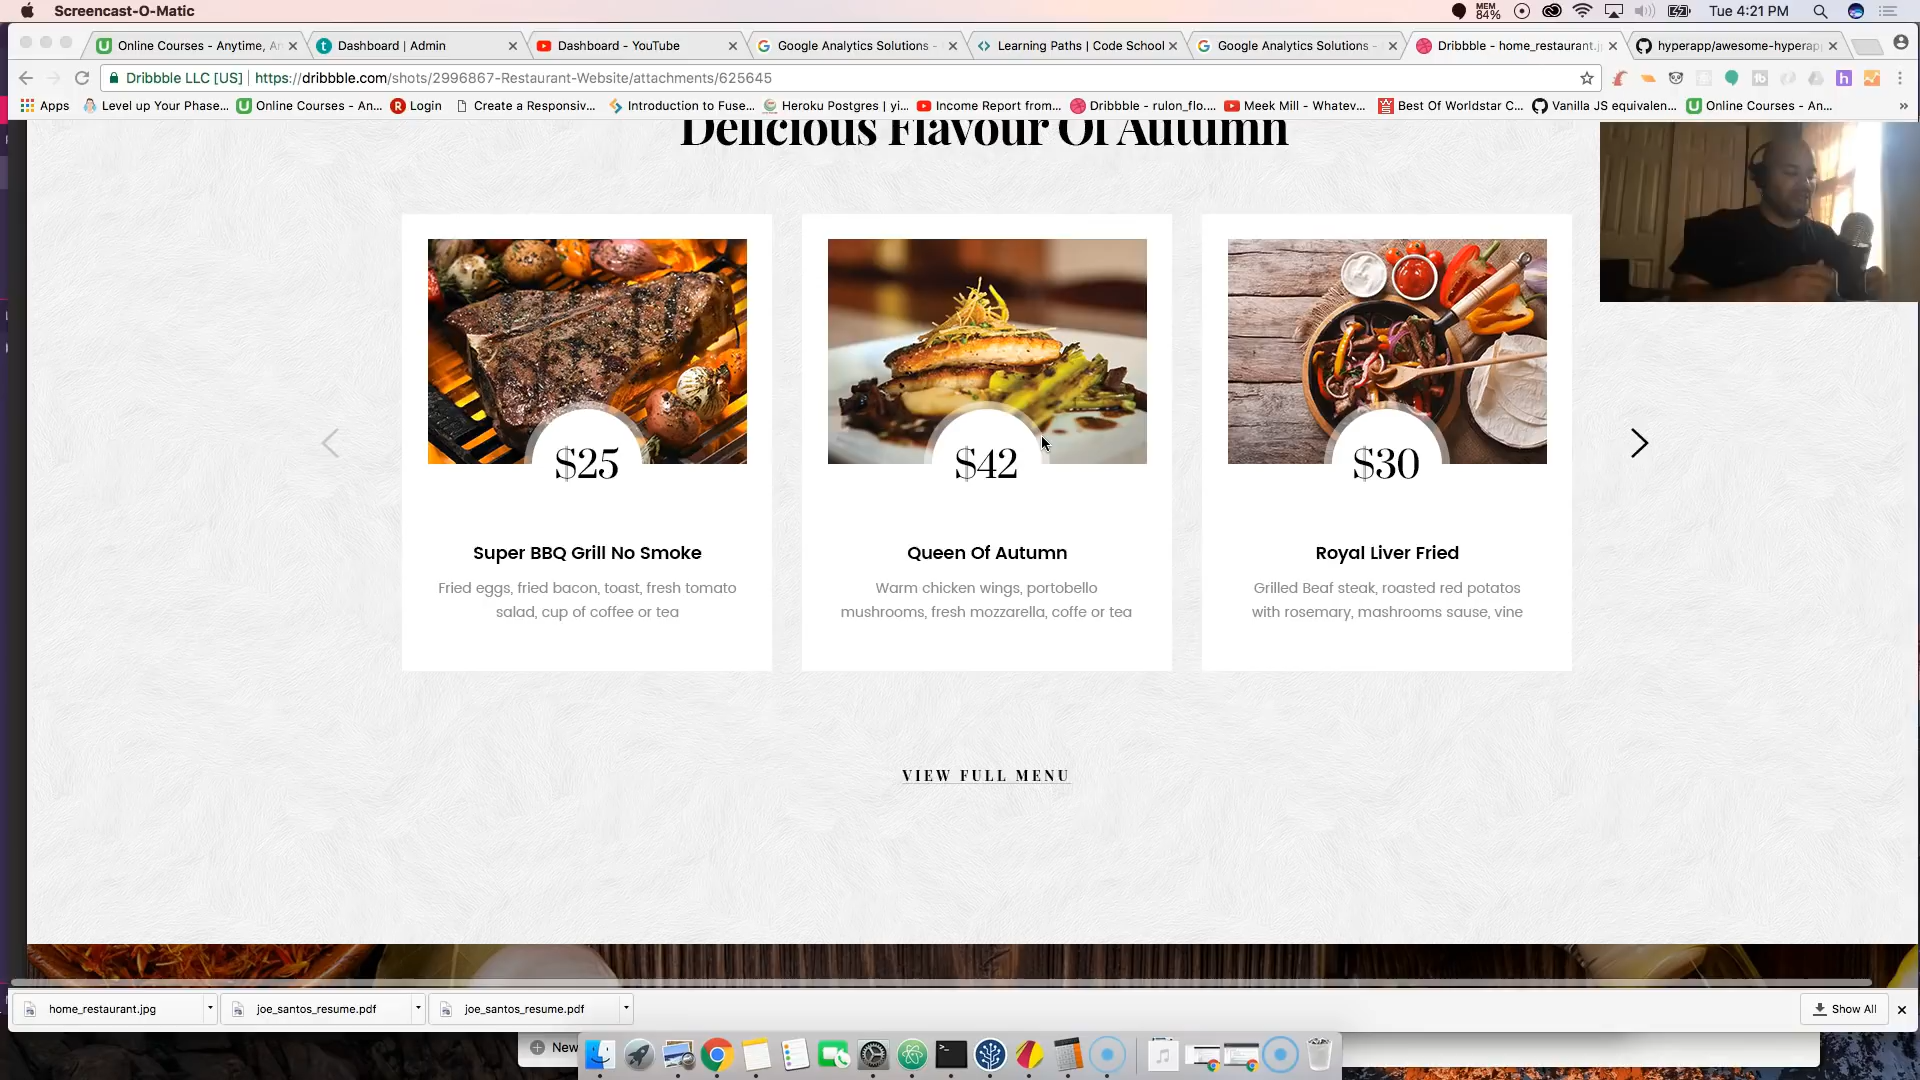 Screencast-O-Matic
MEM
84%
Tue 4:21 PM
Online Courses - Anytime, A
Dashboard | Admin
Dashboard - YouTube
Google Analytics Solutions -
Learning Paths | Code School
Google Analytics Solutions -
Dribbble - home_restaurant.j
hyperapp/awesome-hyperap
Dribbble LLC [US]
https://dribbble.com/shots/2996867-Restaurant-Website/attachments/625645
Apps
Level up Your Phase...
Online Courses - An...
Login
Create a Responsiv...
Introduction to Fuse...
Heroku Postgres | yi...
Income Report from...
Dribbble - rulon_flo....
Meek Mill - Whatev...
Best Of Worldstar C...
Vanilla JS equivalen...
Online Courses - An...
»
Delicious Flavour Of Autumn
$25
$42
$30
Super BBQ Grill No Smoke
Fried eggs, fried bacon, toast, fresh tomato
salad, cup of coffee or tea
Queen Of Autumn
Warm chicken wings, portobello
mushrooms, fresh mozzarella, coffe or tea
Royal Liver Fried
Grilled Beaf steak, roasted red potatos
with rosemary, mashrooms sause, vine
VIEW FULL MENU
home_restaurant.jpg
joe_santos_resume.pdf
joe_santos_resume.pdf
Show All
New